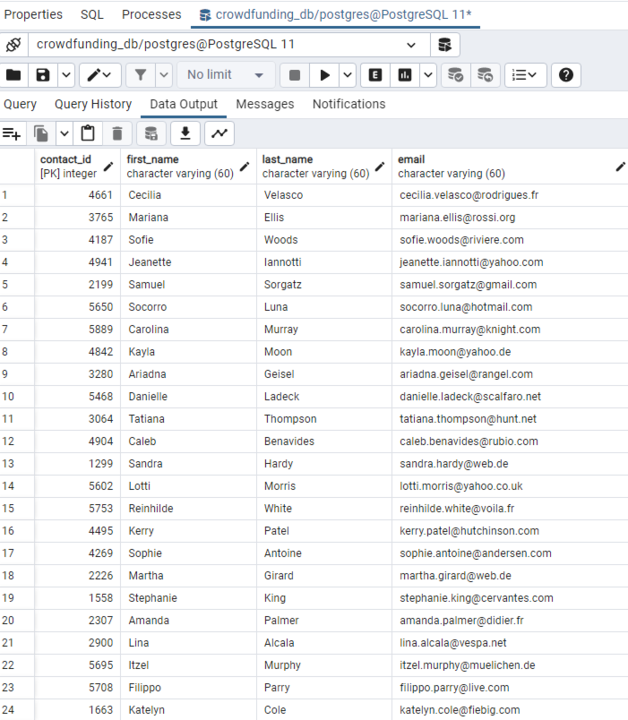 Properties SQL Processes crowdfunding_db/postgres@PostgreSQL 11*
crowdfunding_db/postgres@PostgreSQL 11
No limit E
Query Query History Data Output Messages Notifications
contact_id first_name last_name email
[PK] integer character varying (60) character varying (60) character varying (60)
1 4661 Cecilia Velasco cecilia.velasco@rodrigues.fr
2 3765 Mariana Ellis mariana.ellis@rossi.org
3 4187 Sofie Woods sofie.woods@riviere.com
4 4941 Jeanette Iannotti jeanette.iannotti@yahoo.com
5 2199 Samuel Sorgatz samuel.sorgatz@gmail.com
6 5650 Socorro Luna socorro.luna@hotmail.com
7 5889 Carolina Murray carolina.murray@knight.com
8 4842 Kayla Moon kayla.moon@yahoo.de
9 3280 Ariadna Geisel ariadna.geisel@rangel.com
10 5468 Danielle Ladeck danielle.ladeck@scalfaro.net
11 3064 Tatiana Thompson tatiana.thompson@hunt.net
12 4904 Caleb Benavides caleb.benavides@rubio.com
13 1299 Sandra Hardy sandra.hardy@web.de
14 5602 Lotti Morris lotti.morris@yahoo.co.uk
15 5753 Reinhilde White reinhilde.white@voila.fr
16 4495 Kerry Patel kerry.patel@hutchinson.com
17 4269 Sophie Antoine sophie.antoine@andersen.com
18 2226 Martha Girard martha.girard@web.de
19 1558 Stephanie King stephanie.king@cervantes.com
20 2307 Amanda Palmer amanda.palmer@didier.fr
21 2900 Lina Alcala lina.alcala@vespa.net
22 5695 Itzel Murphy itzel.murphy@muelichen.de
23 5708 Filippo Parry filippo.parry@live.com
24 1663 Katelyn Cole katelyn.cole@fiebig.com